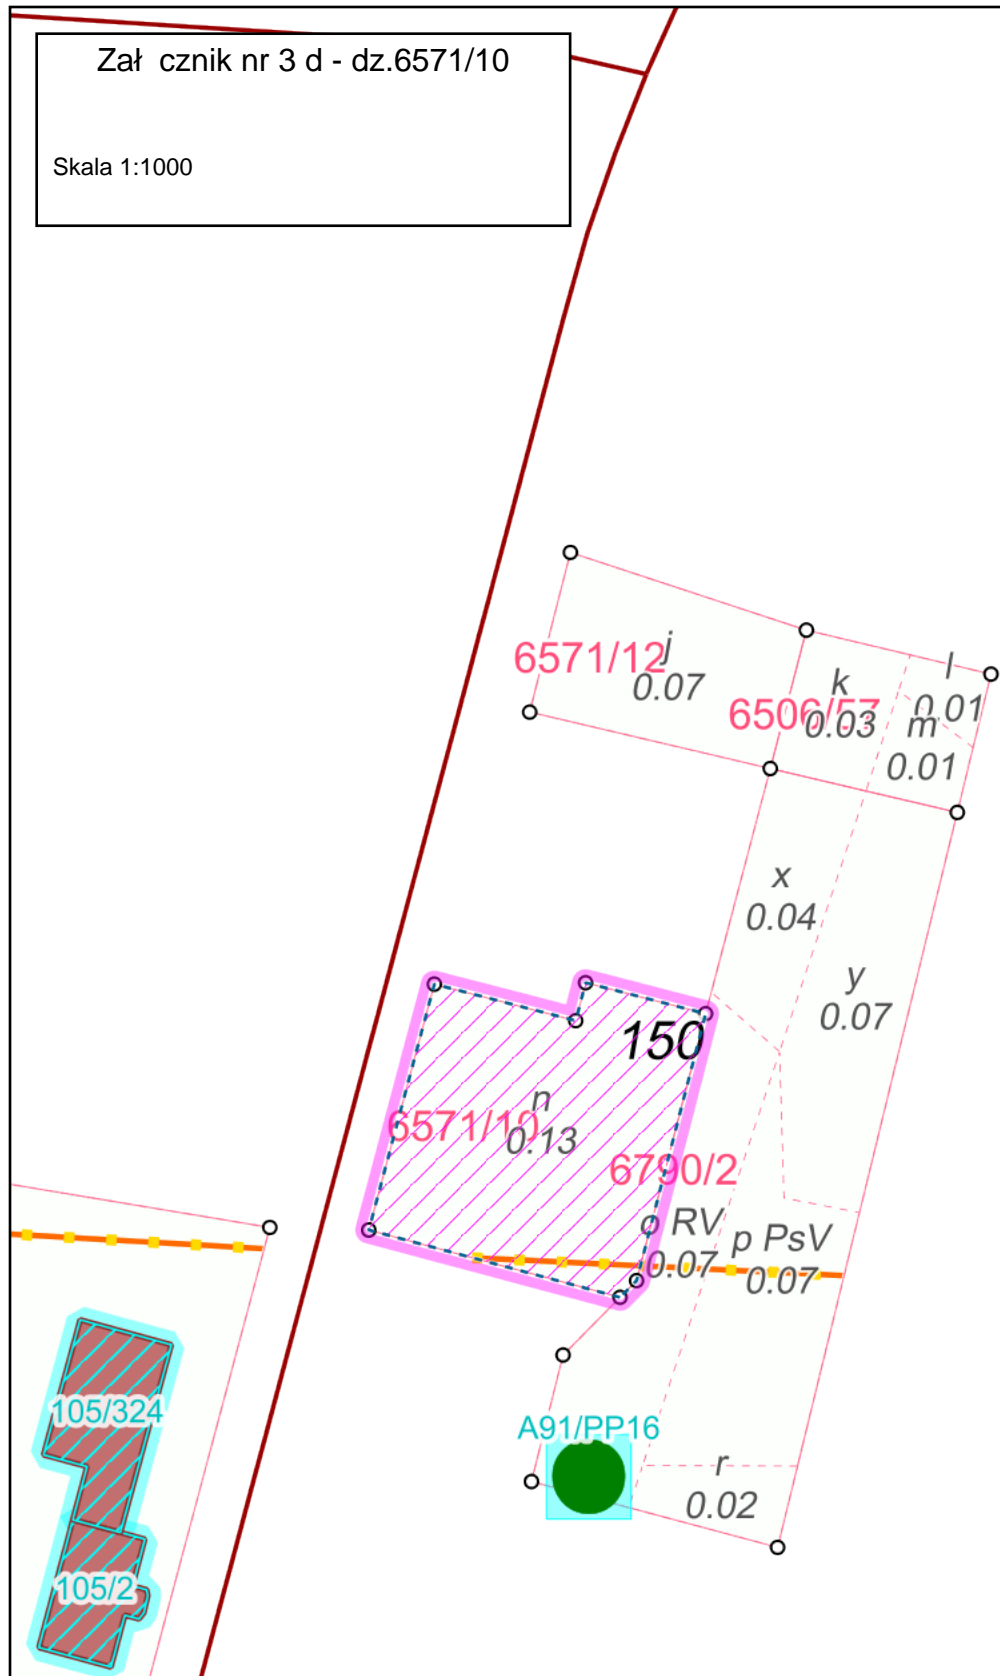 Zał cznik nr 3 d - dz.6571/10
Skala 1:1000
6571/12
j
0.07
6506/57
k
0.03
l
0.01
m
0.01
x
0.04
y
0.07
150
n
0.13
6571/10
6790/2
o RV
0.07
p PsV
0.07
105/324
A91/PP16
r
0.02
105/2